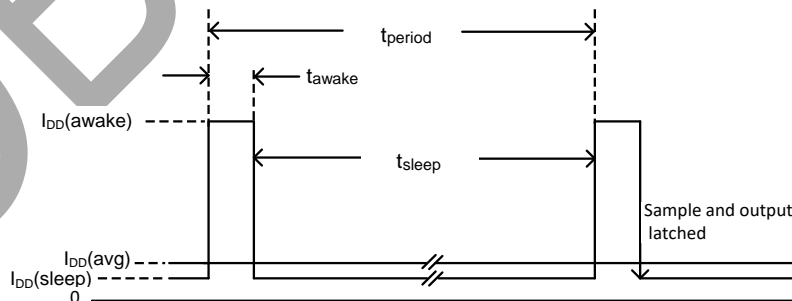 tperiod
tawake
IDD(awake)
tsleep
Sample and output
latched
IDD(avg)
IDD(sleep)
0